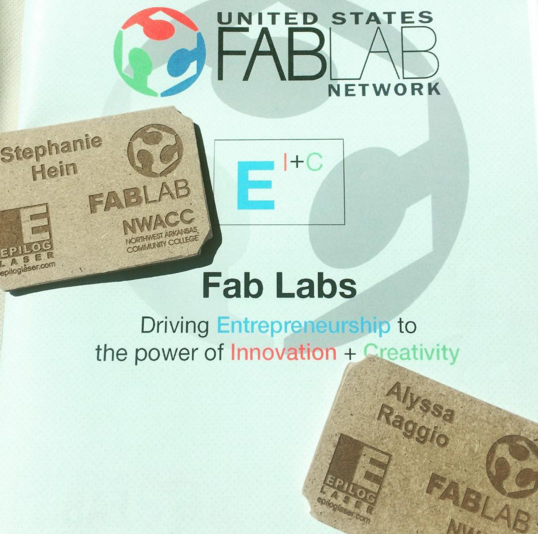 UNITED STATES
FABLAB
NETWORK
E I+C
Fab Labs
Driving Entrepreneurship to
the power of Innovation + Creativity
Stephanie
Hein
FABLAB
NWACC
NORTHWEST ARKANSAS
COMMUNITY COLLEGE
E
EPILOG
LASER
epiloglaser.com
Alyssa
Raggio
E
EPILOG
LASER
epiloglaser.com
FABLAB